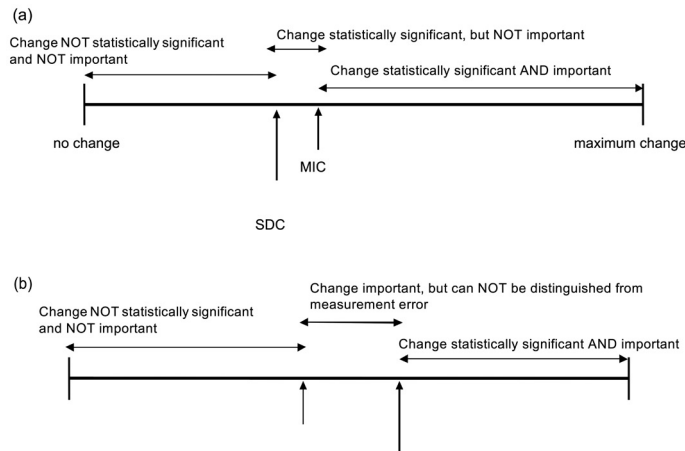 (a)
Change statistically significant, but NOT important
Change NOT statistically significant
and NOT important
Change statistically significant AND important
no change
maximum change
MIC
SDC
(b)
Change important, but can NOT be distinguished from
measurement error
Change NOT statistically significant
and NOT important
Change statistically significant AND important